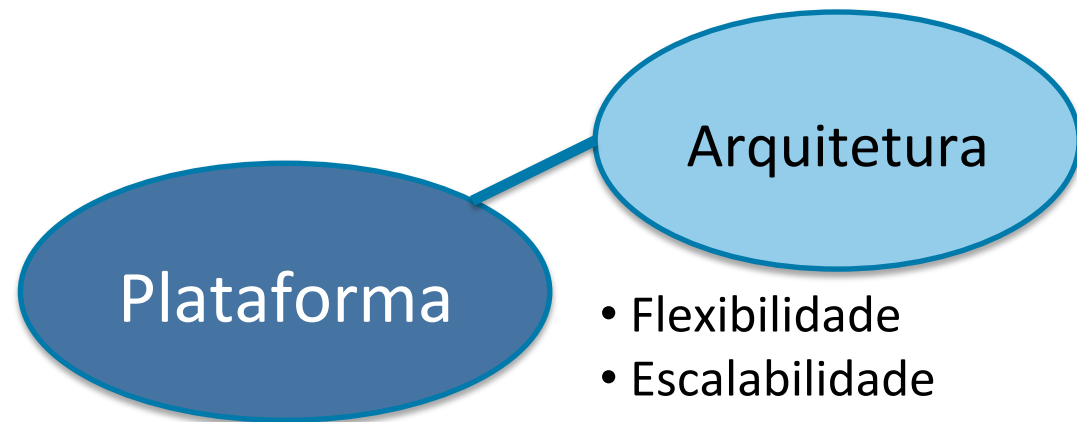 Arquitetura
Plataforma
• Flexibilidade
• Escalabilidade